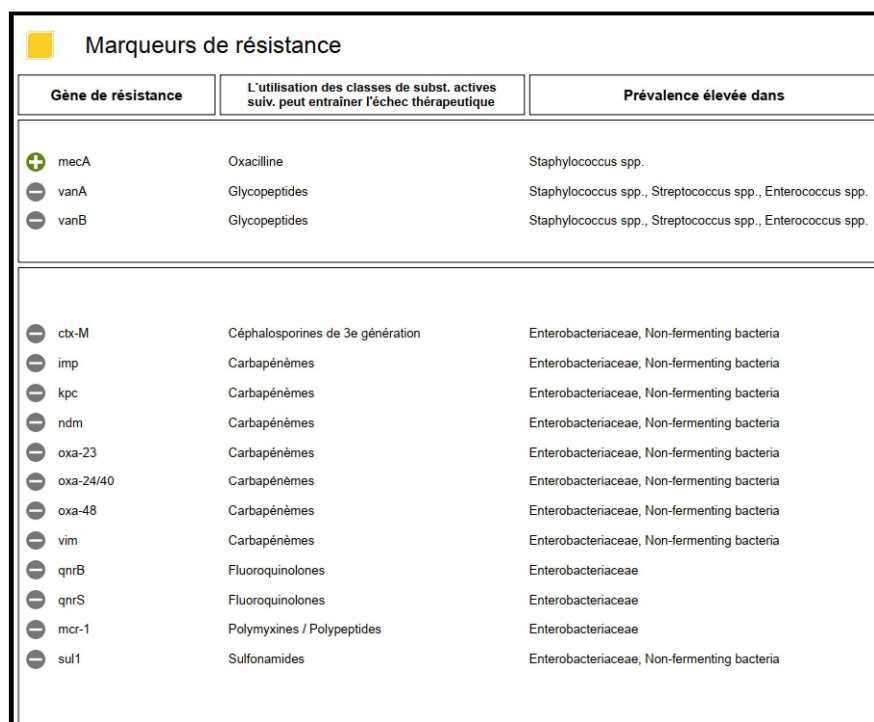 Marqueurs de résistance
Gène de résistance
L'utilisation des classes de subst. actives
suiv. peut entraîner l'échec thérapeutique
Prévalence élevée dans
mecA Oxacilline Staphylococcus spp.
vanA Glycopeptides Staphylococcus spp., Streptococcus spp., Enterococcus spp.
vanB Glycopeptides Staphylococcus spp., Streptococcus spp., Enterococcus spp.
ctx-M Céphalosporines de 3e génération Enterobacteriaceae, Non-fermenting bacteria
imp Carbapénèmes Enterobacteriaceae, Non-fermenting bacteria
kpc Carbapénèmes Enterobacteriaceae, Non-fermenting bacteria
ndm Carbapénèmes Enterobacteriaceae, Non-fermenting bacteria
oxa-23 Carbapénèmes Enterobacteriaceae, Non-fermenting bacteria
oxa-24/40 Carbapénèmes Enterobacteriaceae, Non-fermenting bacteria
oxa-48 Carbapénèmes Enterobacteriaceae, Non-fermenting bacteria
vim Carbapénèmes Enterobacteriaceae, Non-fermenting bacteria
qnrB Fluoroquinolones Enterobacteriaceae
qnrS Fluoroquinolones Enterobacteriaceae
mcr-1 Polymyxines / Polypeptides Enterobacteriaceae
sul1 Sulfonamides Enterobacteriaceae, Non-fermenting bacteria